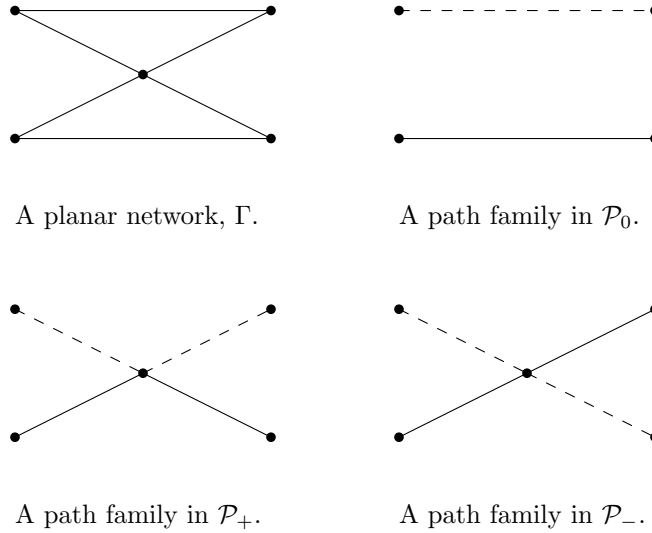 A planar network, Γ.
A path family in 𝒫₀.
A path family in 𝒫₊.
A path family in 𝒫₋.